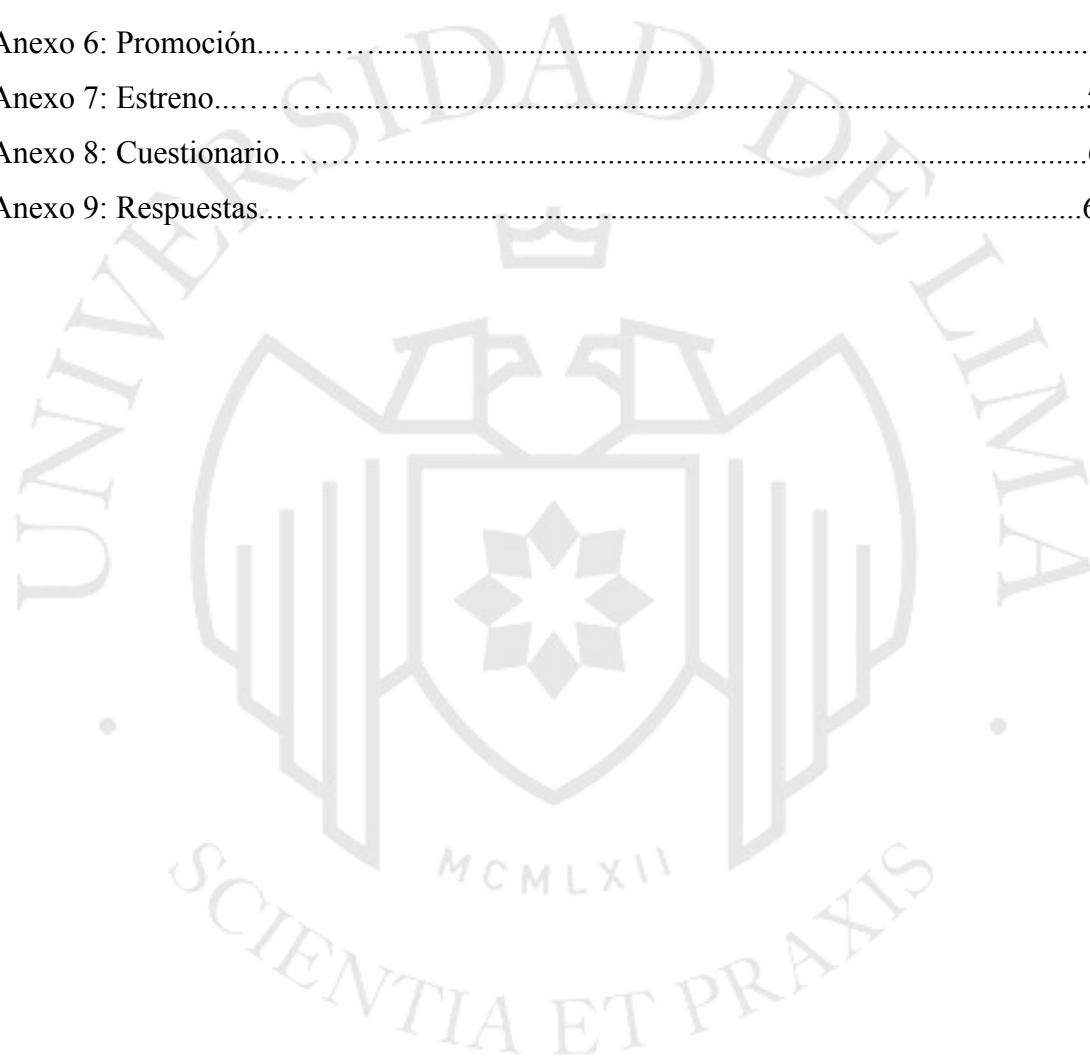 Anexo 6: Promoción...……….....................................................................................................
Anexo 7: Estreno...………........................................................................................................
Anexo 8: Cuestionario.……….................................................................................................
Anexo 9: Respuestas..………..................................................................................................6
UNIVERSIDAD DE LIMA
MCMLXII
SCIENTIA ET PRAXIS